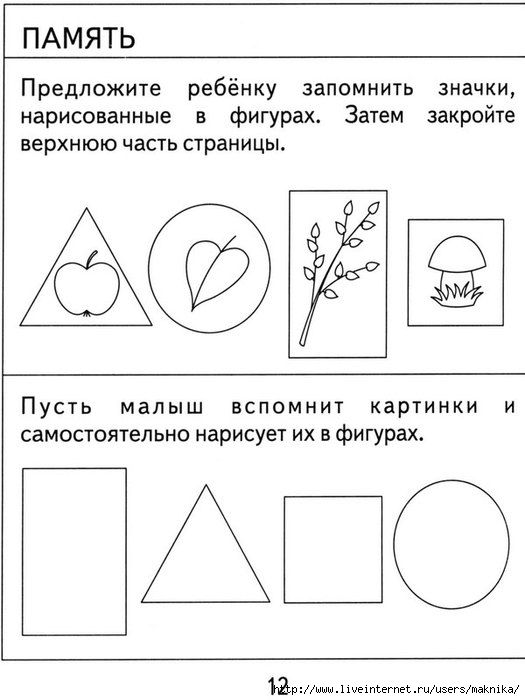 ПАМЯТЬ
Предложите ребёнку запомнить значки,
нарисованные в фигурах. Затем закройте
верхнюю часть страницы.
Пусть малыш вспомнит картинки и
самостоятельно нарисует их в фигурах.
12
http://www.liveinternet.ru/users/maknika/